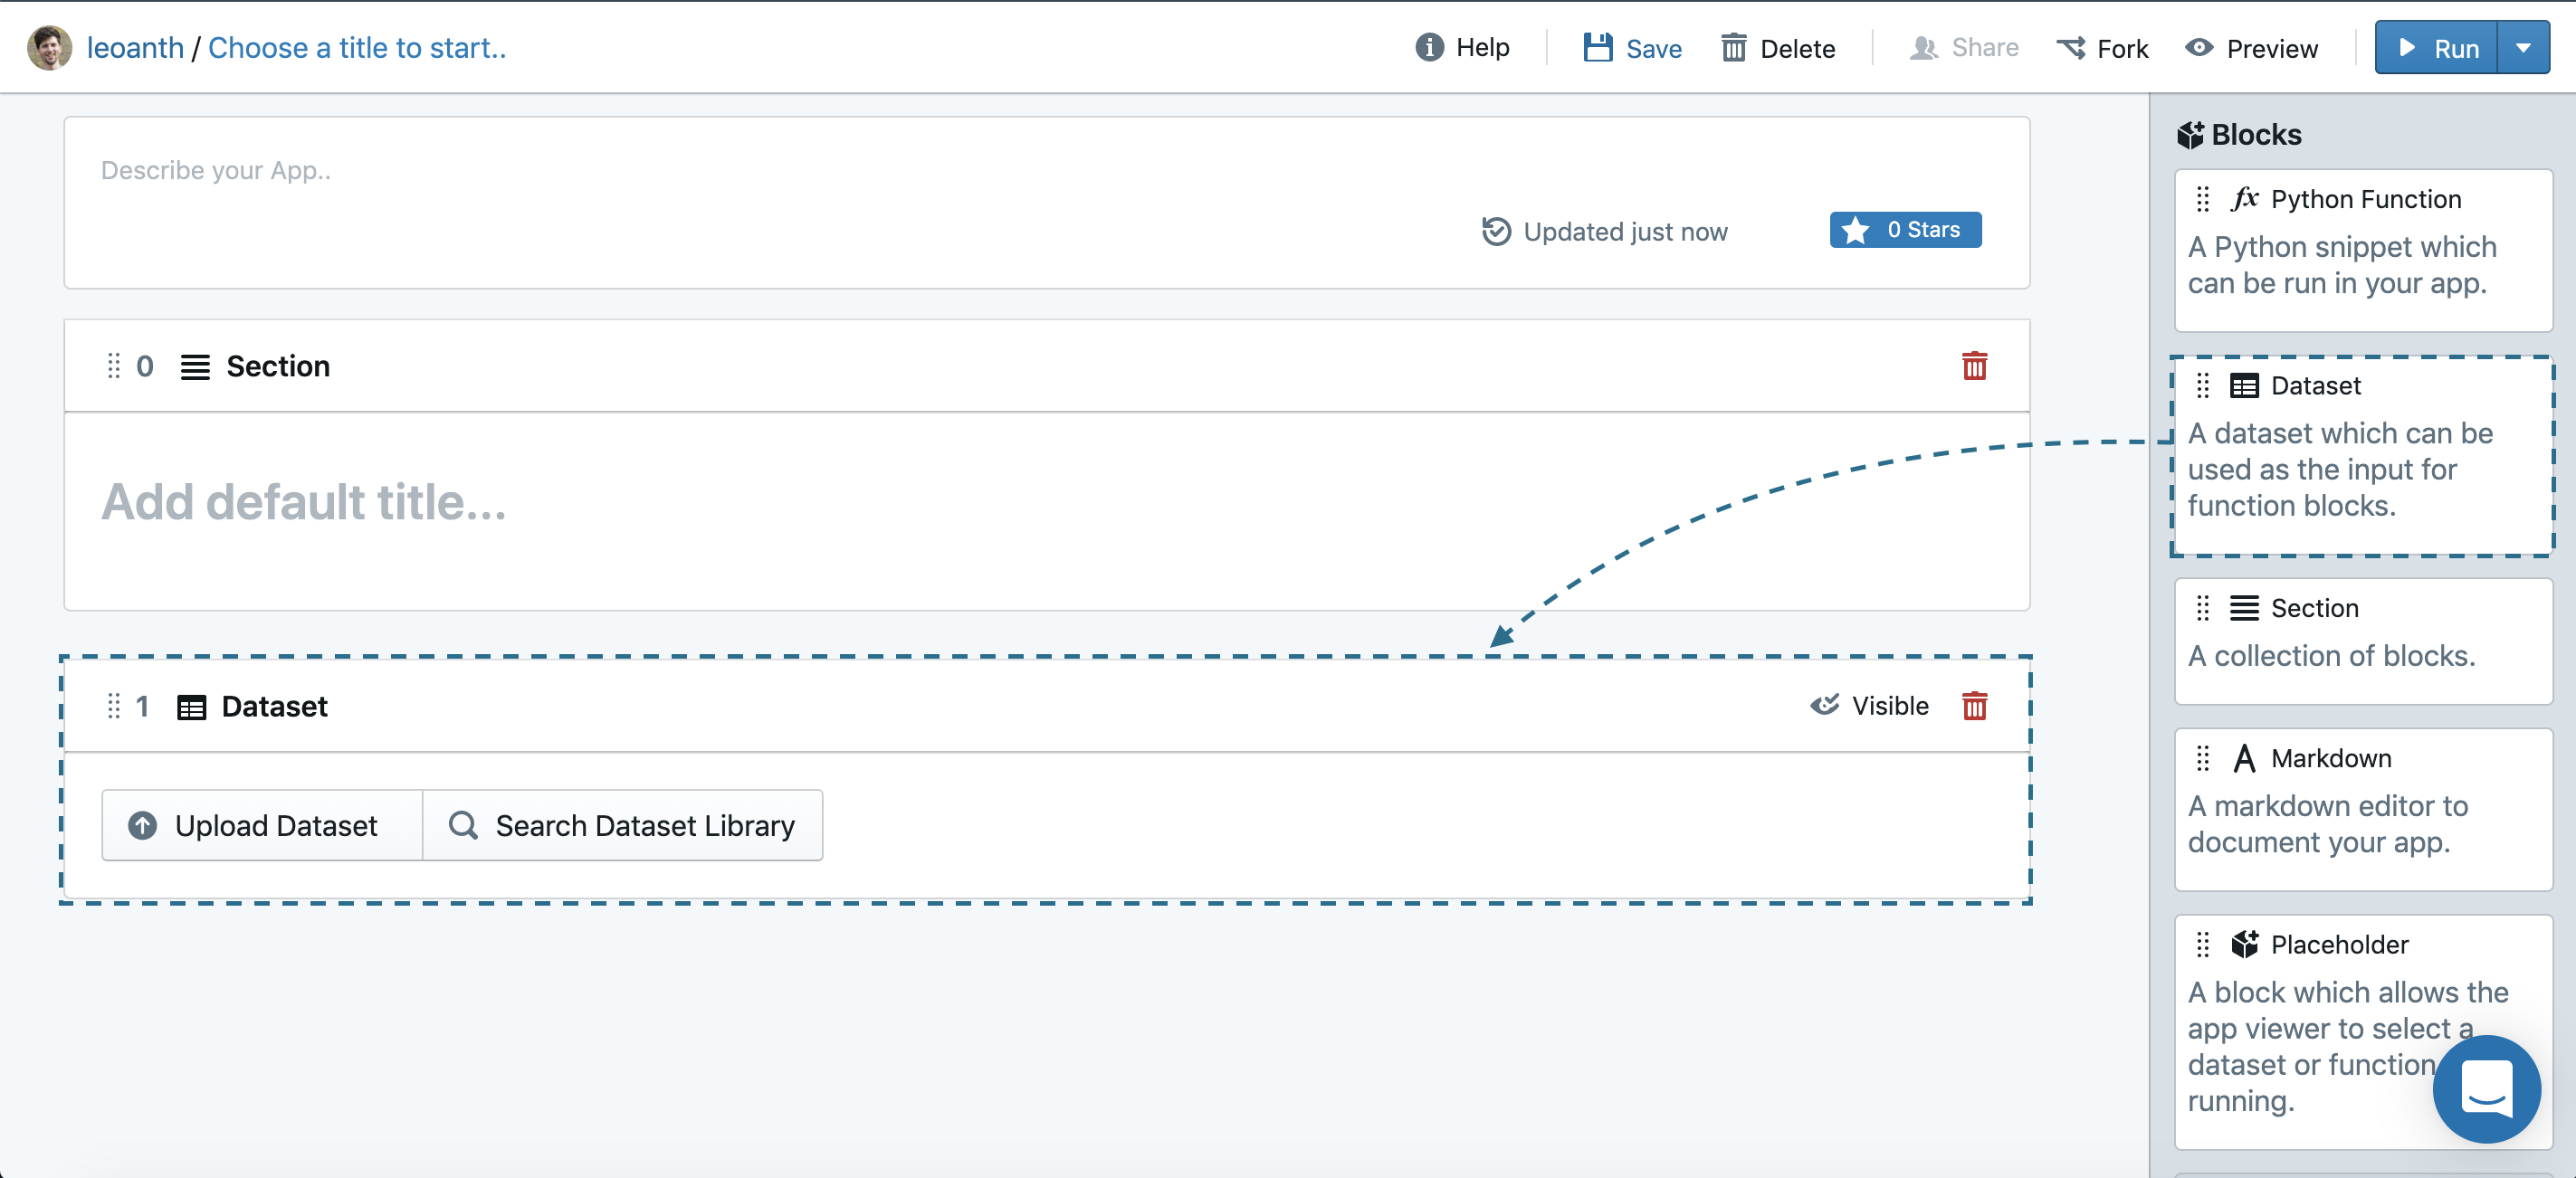 leoanth / Choose a title to start..
Help
Save
Delete
Share
Fork
Preview
Run
Describe your App..
Updated just now
0 Stars
0 Section
Add default title...
1 Dataset
Visible
Upload Dataset
Search Dataset Library
Blocks
fx Python Function
A Python snippet which
can be run in your app.
Dataset
A dataset which can be
used as the input for
function blocks.
Section
A collection of blocks.
A Markdown
A markdown editor to
document your app.
Placeholder
A block which allows the
app viewer to select a
dataset or function
running.